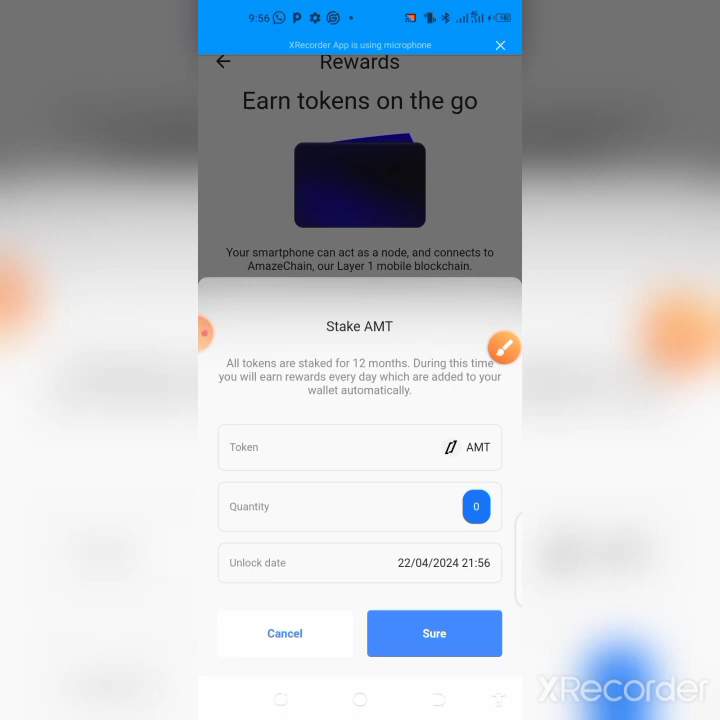 9:56
XRecorder App is using microphone
Rewards
Earn tokens on the go
Your smartphone can act as a node, and connects to
AmazeChain, our Layer 1 mobile blockchain.
Stake AMT
All tokens are staked for 12 months. During this time
you will earn rewards every day which are added to your
wallet automatically.
Token AMT
Quantity 0
Unlock date 22/04/2024 21:56
Cancel Sure
XRecorder